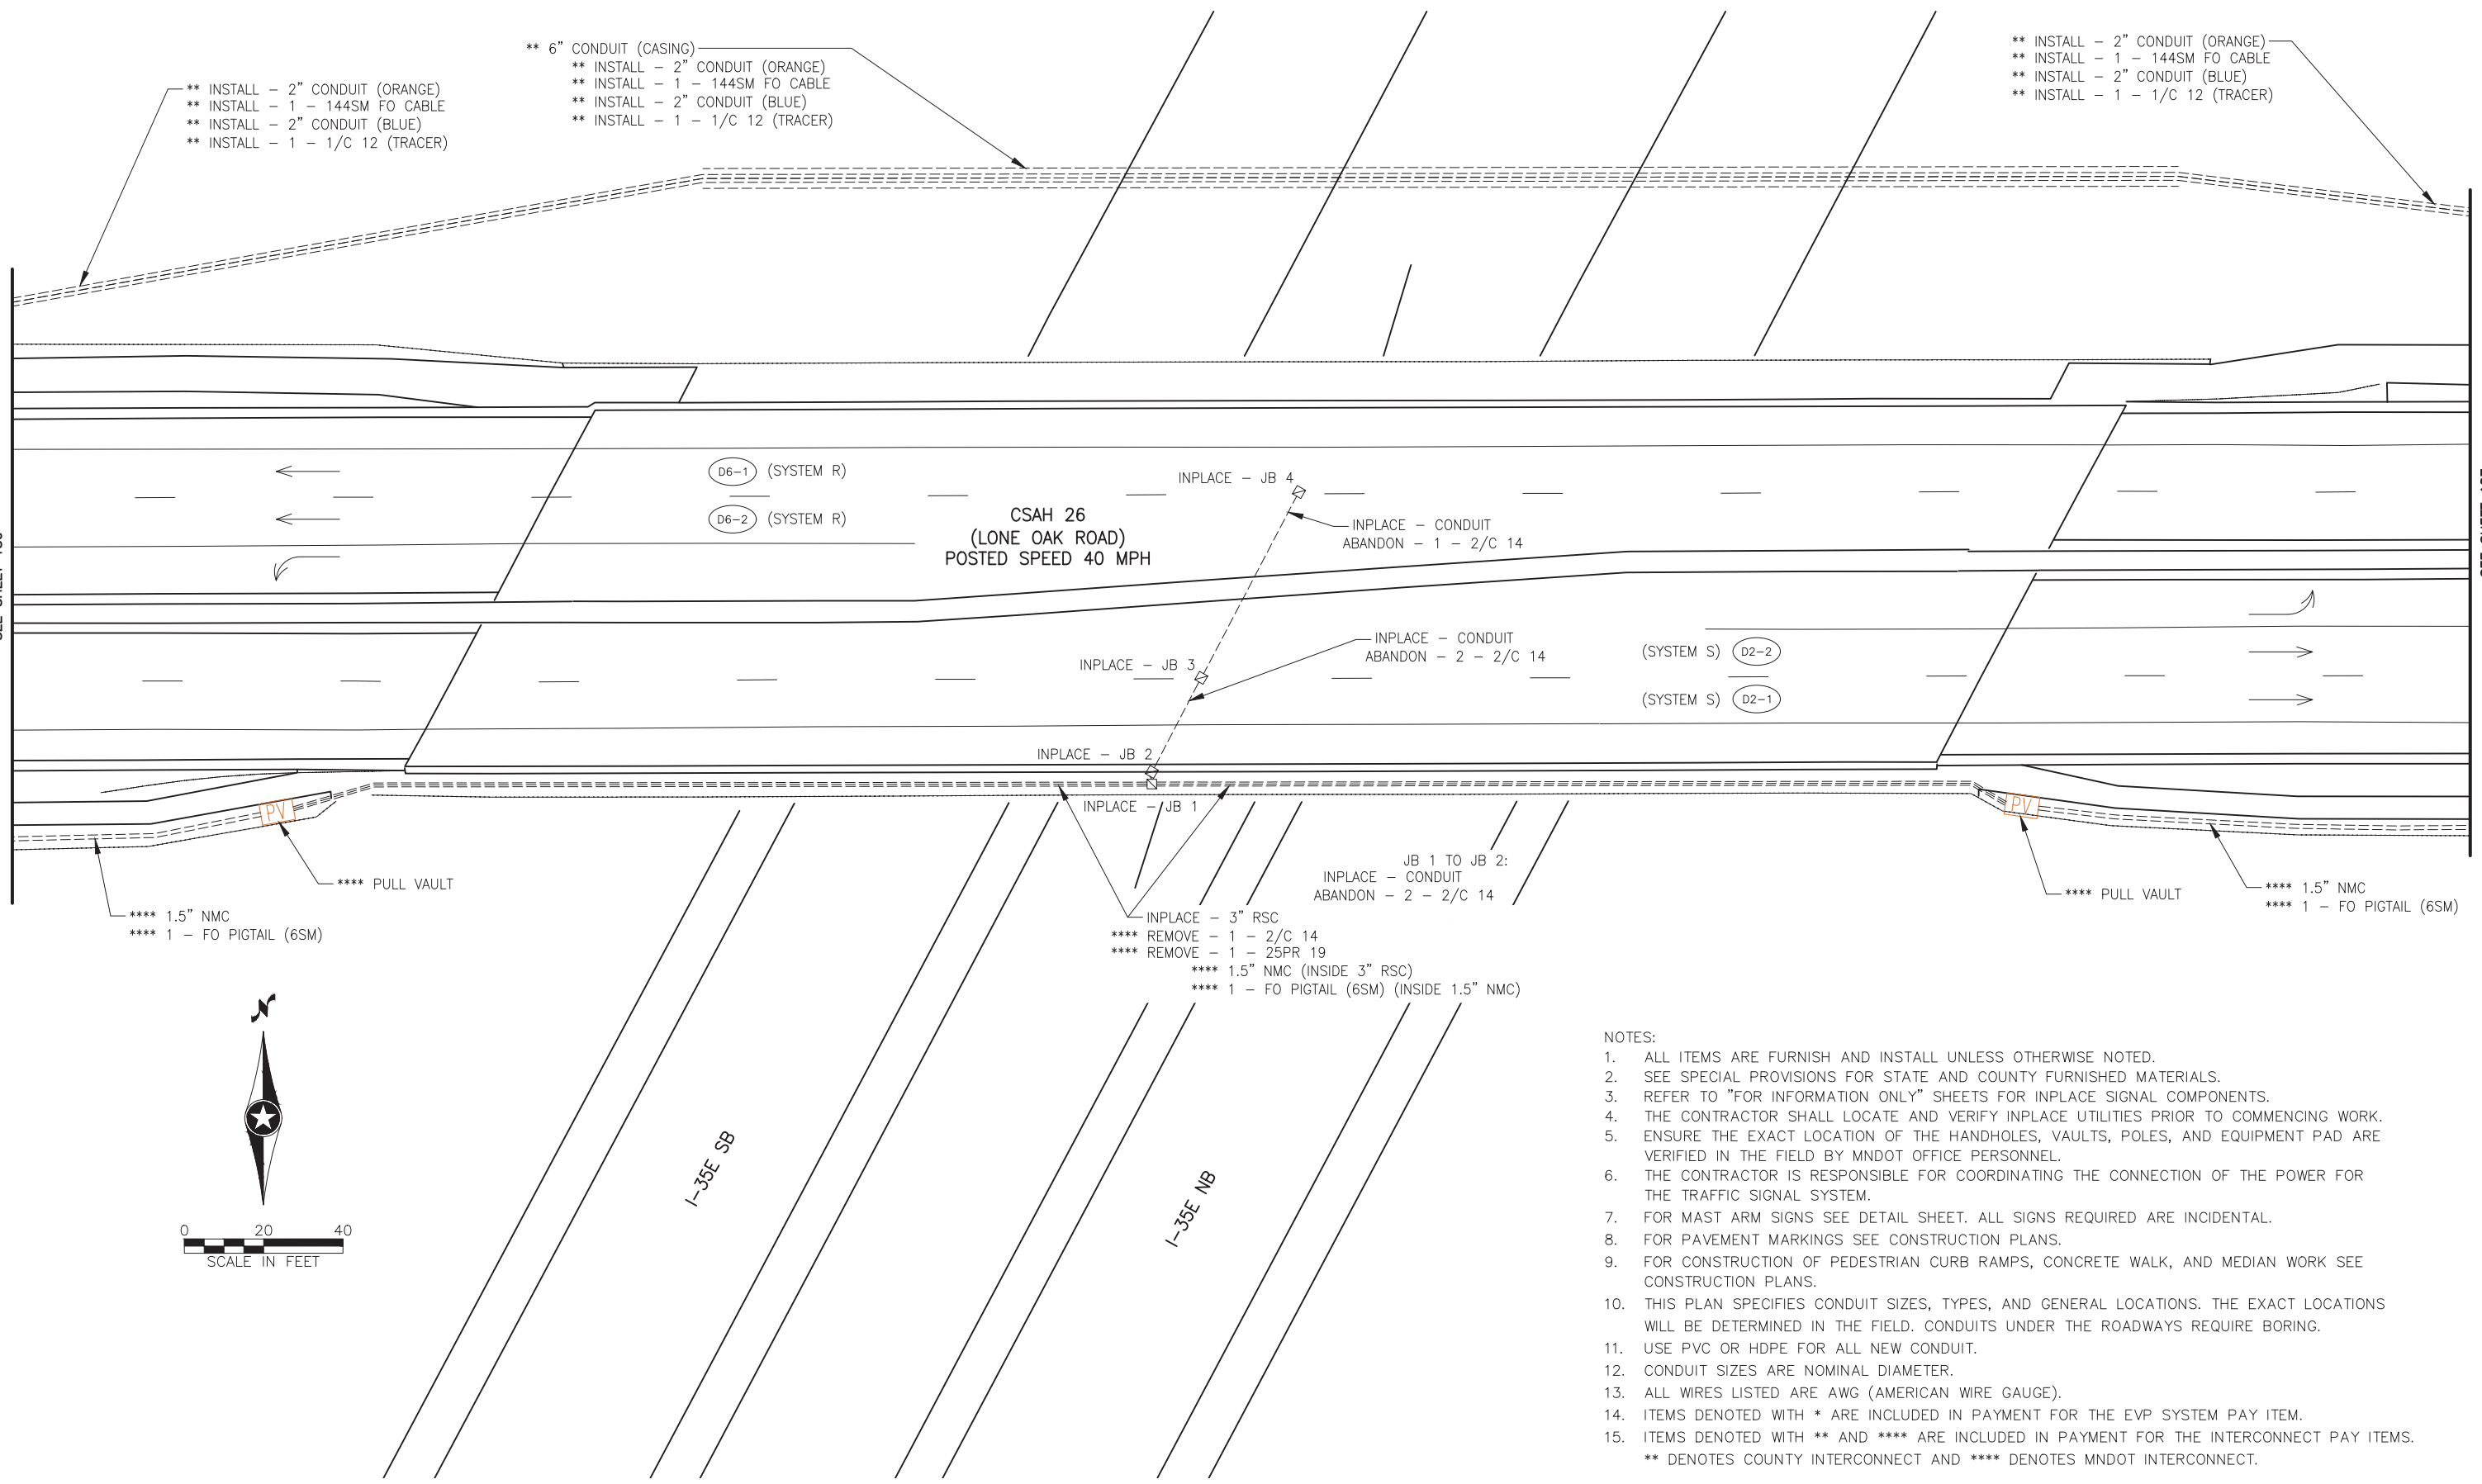 ** INSTALL – 2” CONDUIT (ORANGE)
** INSTALL – 1 – 144SM FO CABLE
** INSTALL – 2” CONDUIT (BLUE)
** INSTALL – 1 – 1/C 12 (TRACER)
** 6” CONDUIT (CASING)
** INSTALL – 2” CONDUIT (ORANGE)
** INSTALL – 1 – 144SM FO CABLE
** INSTALL – 2” CONDUIT (BLUE)
** INSTALL – 1 – 1/C 12 (TRACER)
** INSTALL – 2” CONDUIT (ORANGE)
** INSTALL – 1 – 144SM FO CABLE
** INSTALL – 2” CONDUIT (BLUE)
** INSTALL – 1 – 1/C 12 (TRACER)
D6–1 (SYSTEM R)
D6–2 (SYSTEM R)
CSAH 26
(LONE OAK ROAD)
POSTED SPEED 40 MPH
INPLACE – JB 4
INPLACE – CONDUIT
ABANDON – 1 – 2/C 14
INPLACE – JB 3
INPLACE – CONDUIT
ABANDON – 2 – 2/C 14
(SYSTEM S) D2–2
(SYSTEM S) D2–1
INPLACE – JB 2
INPLACE – JB 1
PV
PV
**** PULL VAULT
**** 1.5” NMC
**** 1 – FO PIGTAIL (6SM)
JB 1 TO JB 2:
INPLACE – CONDUIT
ABANDON – 2 – 2/C 14
INPLACE – 3” RSC
**** REMOVE – 1 – 2/C 14
**** REMOVE – 1 – 25PR 19
**** 1.5” NMC (INSIDE 3” RSC)
**** 1 – FO PIGTAIL (6SM) (INSIDE 1.5” NMC)
**** PULL VAULT
**** 1.5” NMC
**** 1 – FO PIGTAIL (6SM)
N
0 20 40
SCALE IN FEET
I–35E SB
I–35E NB
NOTES:
1. ALL ITEMS ARE FURNISH AND INSTALL UNLESS OTHERWISE NOTED.
2. SEE SPECIAL PROVISIONS FOR STATE AND COUNTY FURNISHED MATERIALS.
3. REFER TO ”FOR INFORMATION ONLY” SHEETS FOR INPLACE SIGNAL COMPONENTS.
4. THE CONTRACTOR SHALL LOCATE AND VERIFY INPLACE UTILITIES PRIOR TO COMMENCING WORK.
5. ENSURE THE EXACT LOCATION OF THE HANDHOLES, VAULTS, POLES, AND EQUIPMENT PAD ARE
VERIFIED IN THE FIELD BY MNDOT OFFICE PERSONNEL.
6. THE CONTRACTOR IS RESPONSIBLE FOR COORDINATING THE CONNECTION OF THE POWER FOR
THE TRAFFIC SIGNAL SYSTEM.
7. FOR MAST ARM SIGNS SEE DETAIL SHEET. ALL SIGNS REQUIRED ARE INCIDENTAL.
8. FOR PAVEMENT MARKINGS SEE CONSTRUCTION PLANS.
9. FOR CONSTRUCTION OF PEDESTRIAN CURB RAMPS, CONCRETE WALK, AND MEDIAN WORK SEE
CONSTRUCTION PLANS.
10. THIS PLAN SPECIFIES CONDUIT SIZES, TYPES, AND GENERAL LOCATIONS. THE EXACT LOCATIONS
WILL BE DETERMINED IN THE FIELD. CONDUITS UNDER THE ROADWAYS REQUIRE BORING.
11. USE PVC OR HDPE FOR ALL NEW CONDUIT.
12. CONDUIT SIZES ARE NOMINAL DIAMETER.
13. ALL WIRES LISTED ARE AWG (AMERICAN WIRE GAUGE).
14. ITEMS DENOTED WITH * ARE INCLUDED IN PAYMENT FOR THE EVP SYSTEM PAY ITEM.
15. ITEMS DENOTED WITH ** AND **** ARE INCLUDED IN PAYMENT FOR THE INTERCONNECT PAY ITEMS.
** DENOTES COUNTY INTERCONNECT AND **** DENOTES MNDOT INTERCONNECT.